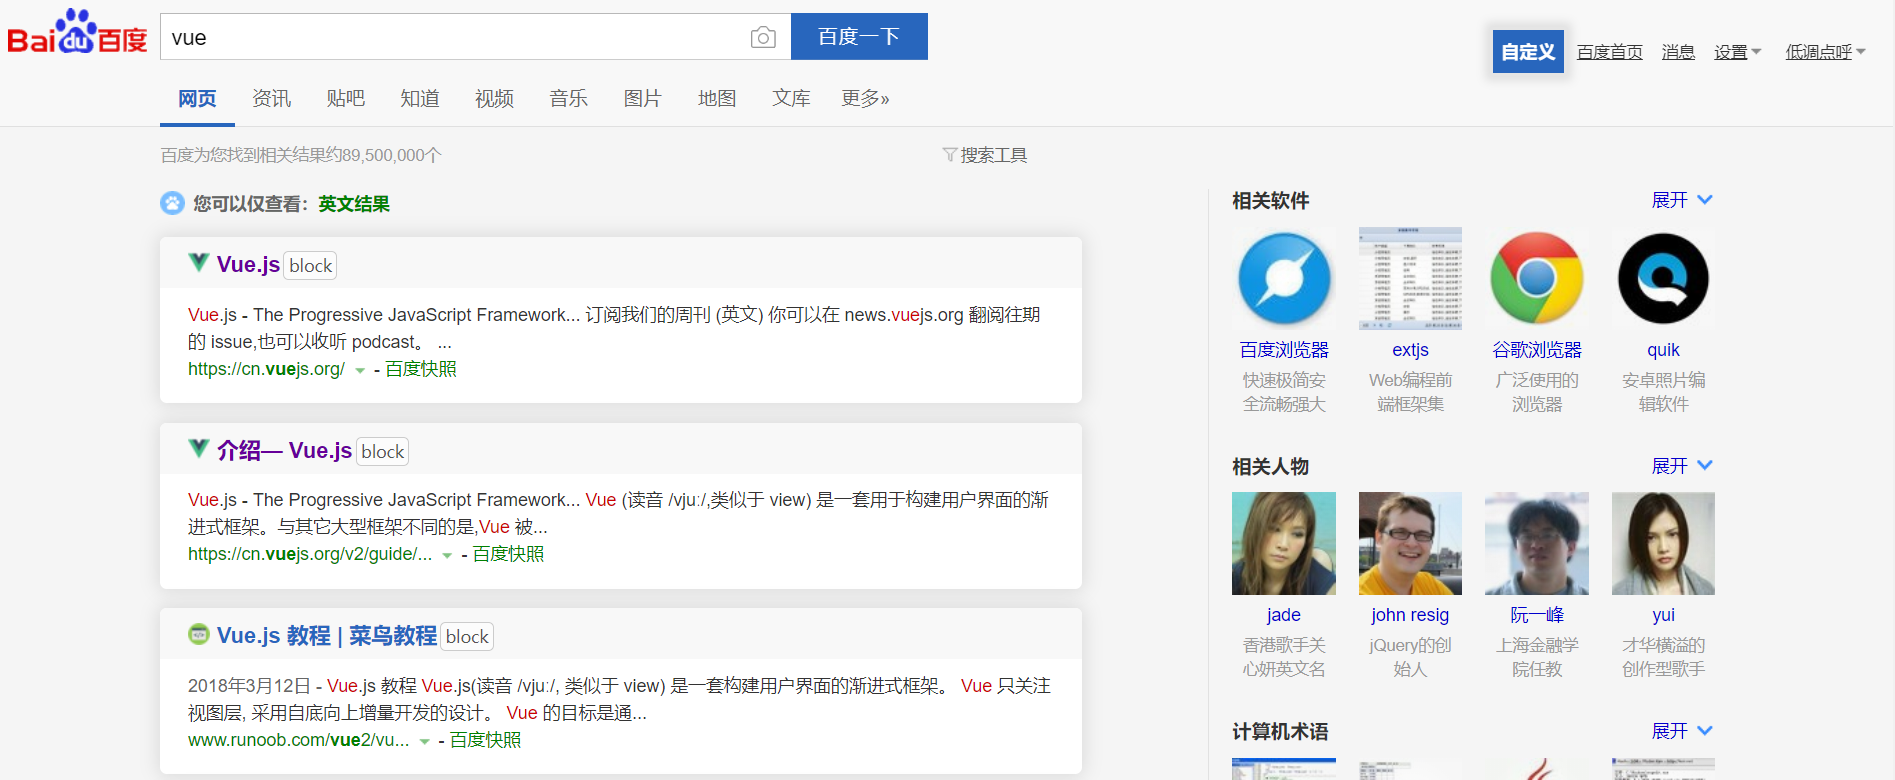 Bai du 百度
vue
百度一下
自定义 百度首页 消息 设置 低调点呼
网页 资讯 贴吧 知道 视频 音乐 图片 地图 文库 更多»
百度为您找到相关结果约89,500,000个
搜索工具
您可以仅查看：英文结果
Vue.js block
Vue.js - The Progressive JavaScript Framework... 订阅我们的周刊 (英文) 你可以在 news.vuejs.org 翻阅往期
的 issue,也可以收听 podcast。 ...
https://cn.vuejs.org/ - 百度快照
介绍— Vue.js block
Vue.js - The Progressive JavaScript Framework... Vue (读音 /vjuː/,类似于 view) 是一套用于构建用户界面的渐
进式框架。与其它大型框架不同的是,Vue 被...
https://cn.vuejs.org/v2/guide/... - 百度快照
Vue.js 教程 | 菜鸟教程 block
2018年3月12日 - Vue.js 教程 Vue.js(读音 /vjuː/, 类似于 view) 是一套构建用户界面的渐进式框架。 Vue 只关注
视图层, 采用自底向上增量开发的设计。 Vue 的目标是通...
www.runoob.com/vue2/vu... - 百度快照
相关软件 展开
百度浏览器 extjs 谷歌浏览器 quik
快速极简安 Web编程前 广泛使用的 安卓照片编
全流畅强大 端框架集 浏览器 辑软件
相关人物 展开
jade john resig 阮一峰 yui
香港歌手关 jQuery的创 上海金融学 才华横溢的
心妍英文名 始人 院任教 创作型歌手
计算机术语 展开